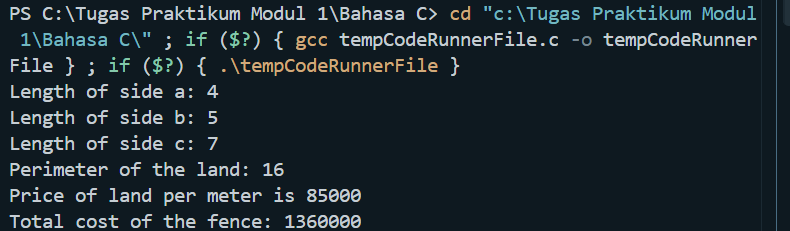 PS C:\Tugas Praktikum Modul 1\Bahasa C> cd "c:\Tugas Praktikum Modul
1\Bahasa C\" ; if ($?) { gcc tempCodeRunnerFile.c -o tempCodeRunner
File } ; if ($?) { .\tempCodeRunnerFile }
Length of side a: 4
Length of side b: 5
Length of side c: 7
Perimeter of the land: 16
Price of land per meter is 85000
Total cost of the fence: 1360000